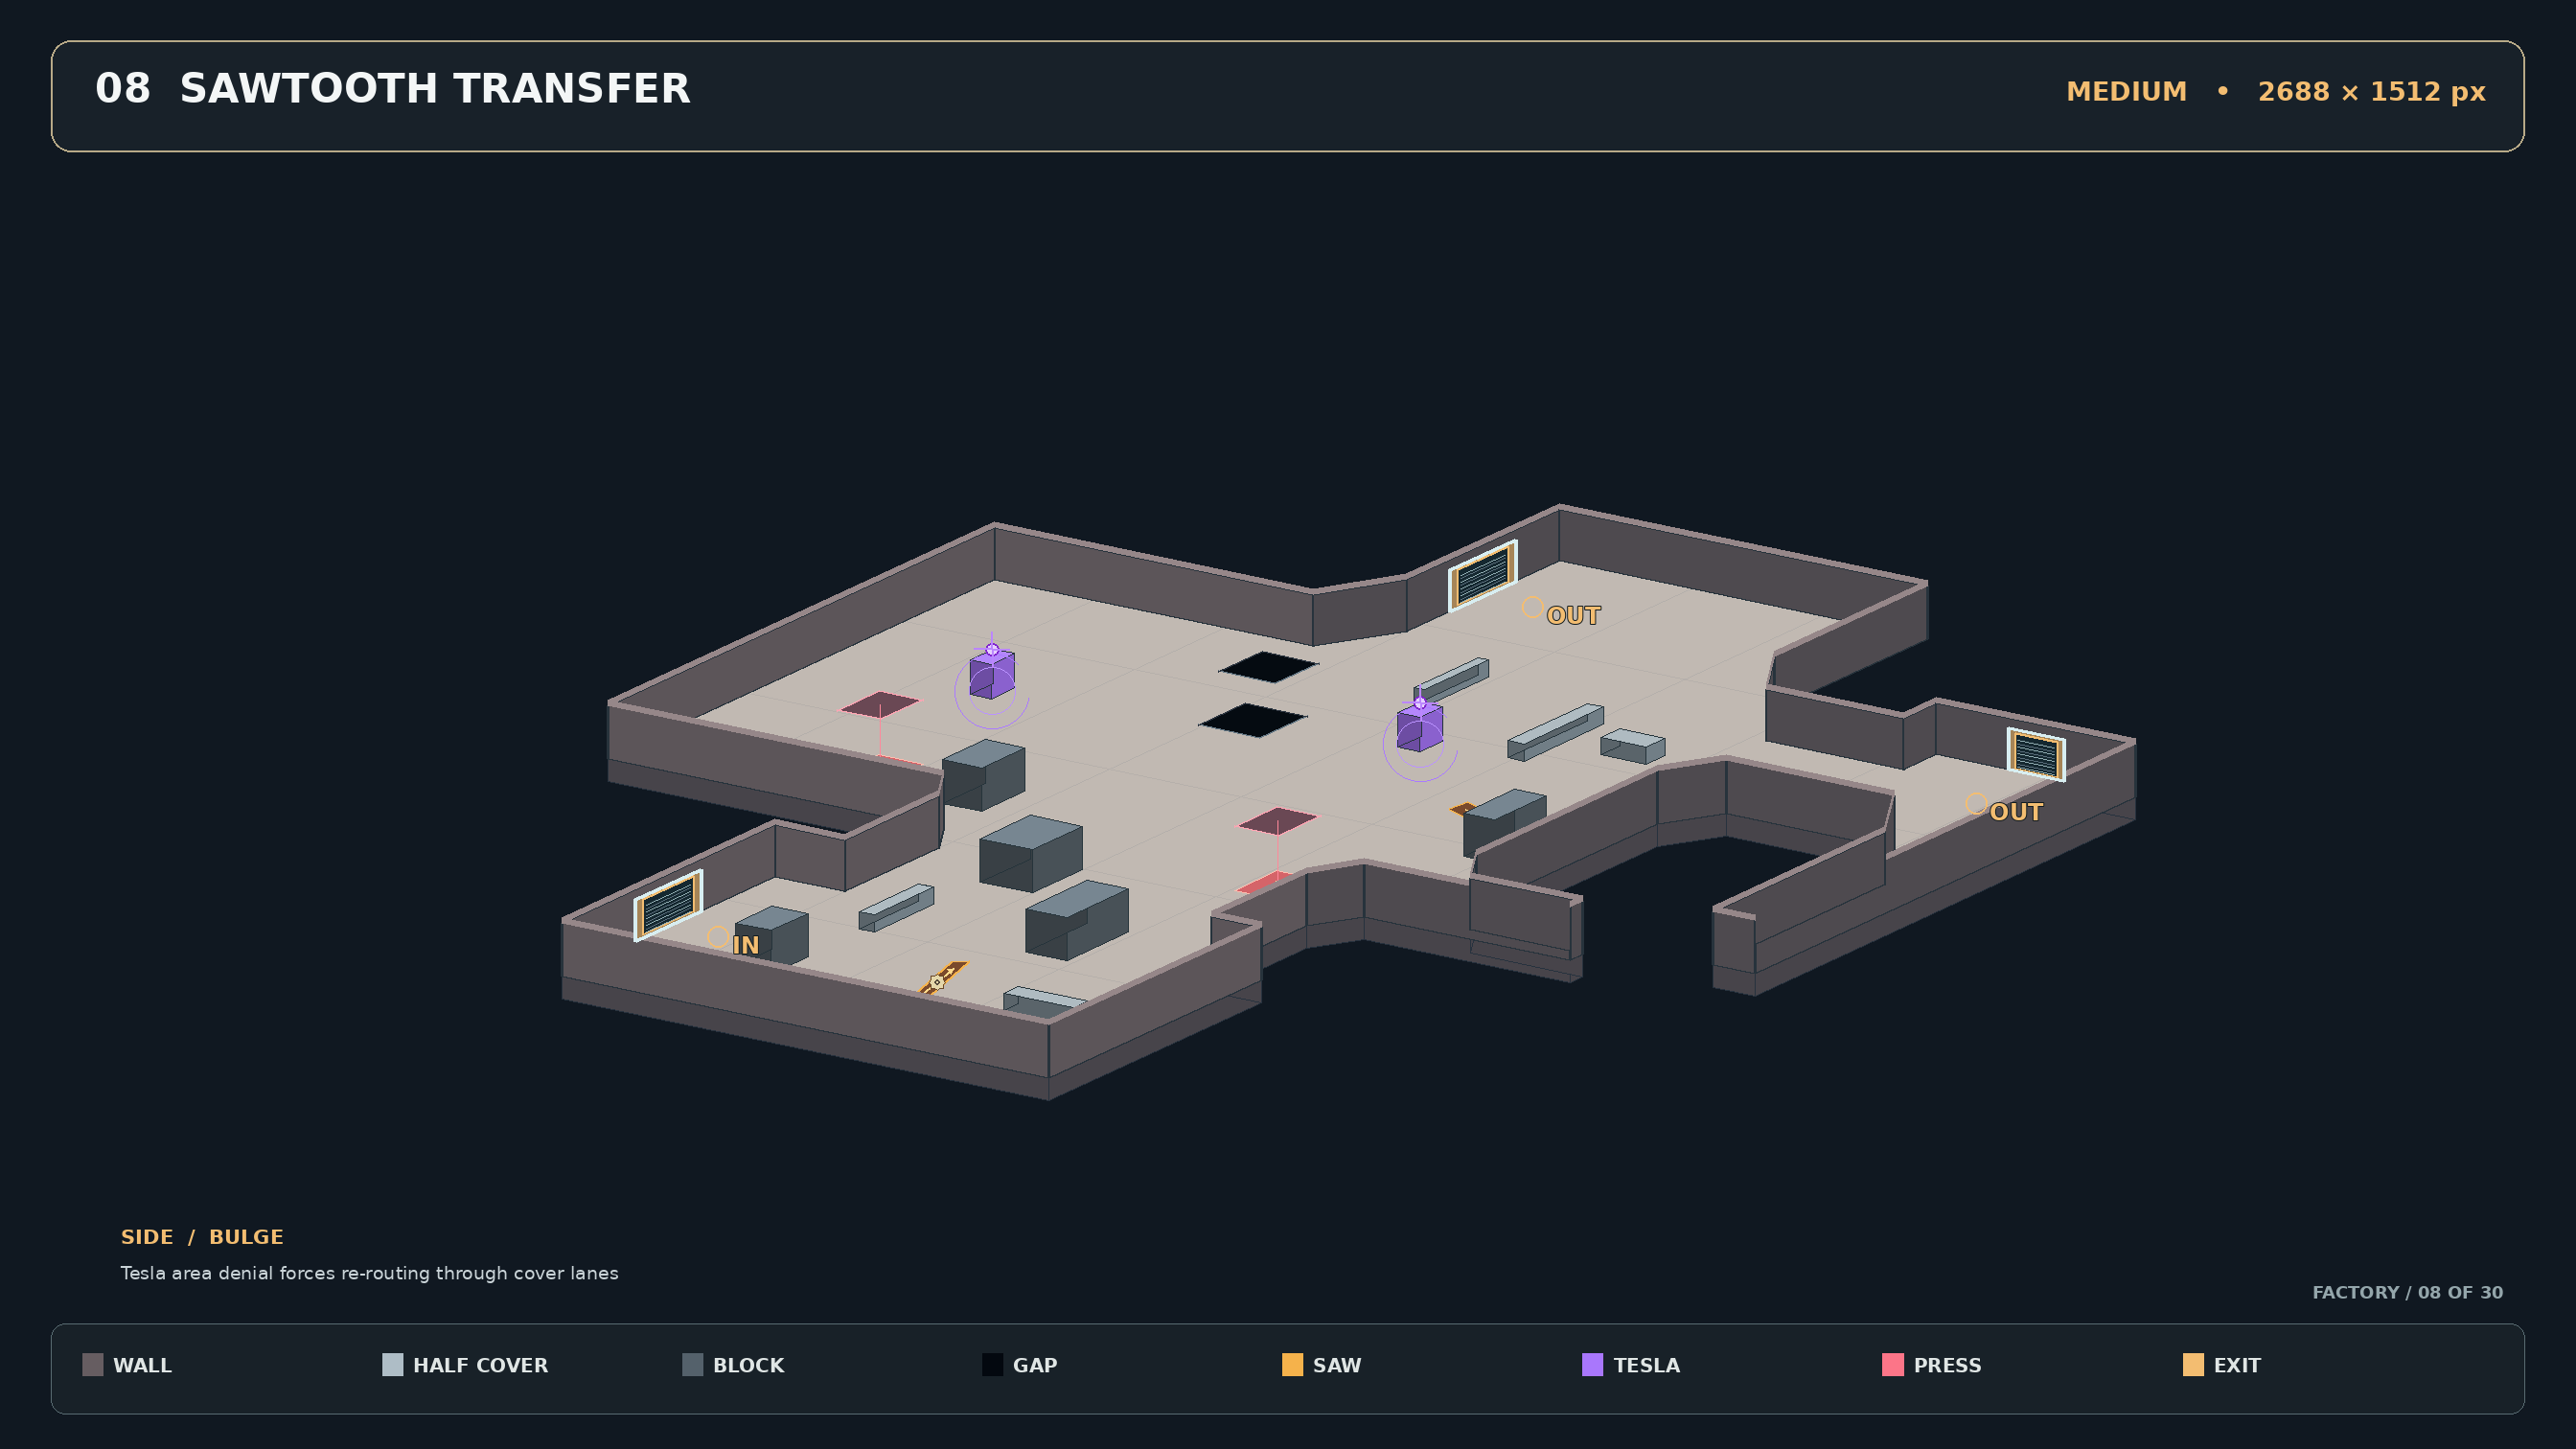 08 SAWTOOTH TRANSFER
MEDIUM • 2688 × 1512 px
OUT
OUT
IN
SIDE / BULGE
Tesla area denial forces re-routing through cover lanes
FACTORY / 08 OF 30
WALL
HALF COVER
BLOCK
GAP
SAW
TESLA
PRESS
EXIT